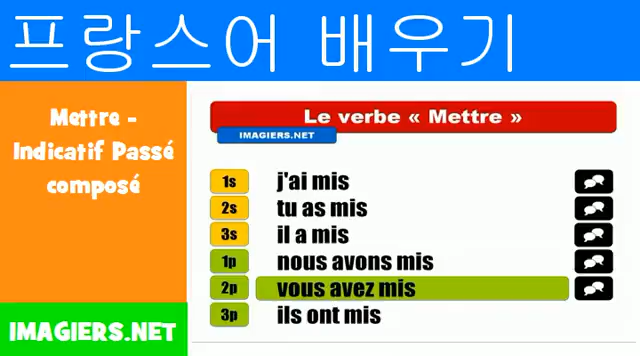 프랑스어 배우기
Mettre -
Indicatif Passé
composé
IMAGIERS.NET
Le verbe « Mettre »
IMAGIERS.NET
1s j'ai mis
2s tu as mis
3s il a mis
1p nous avons mis
2p vous avez mis
3p ils ont mis